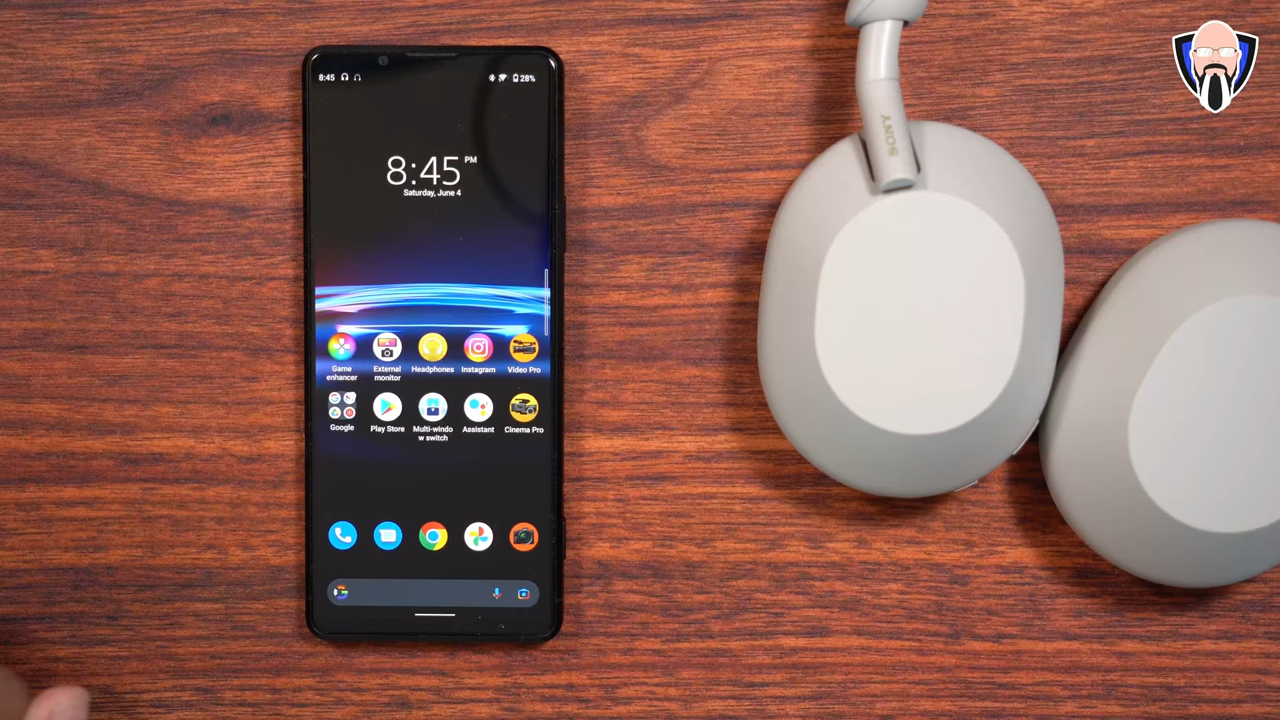 8:45
28%
8:45 PM
Saturday, June 4
Game enhancer
External monitor
Headphones
Instagram
Video Pro
Google
Play Store
Multi-windo
w switch
Assistant
Cinema Pro
SONY